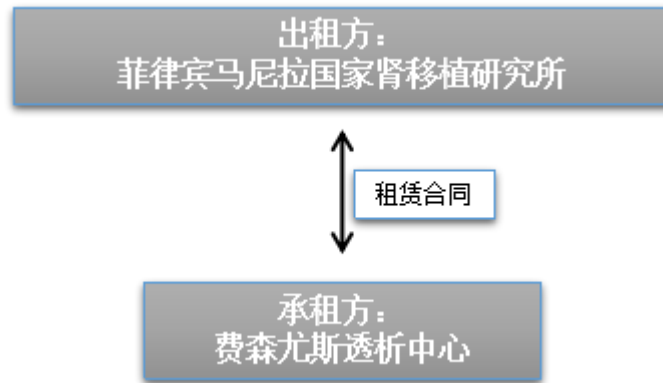 出租方：
菲律宾马尼拉国家肾移植研究所
租赁合同
承租方：
费森尤斯透析中心